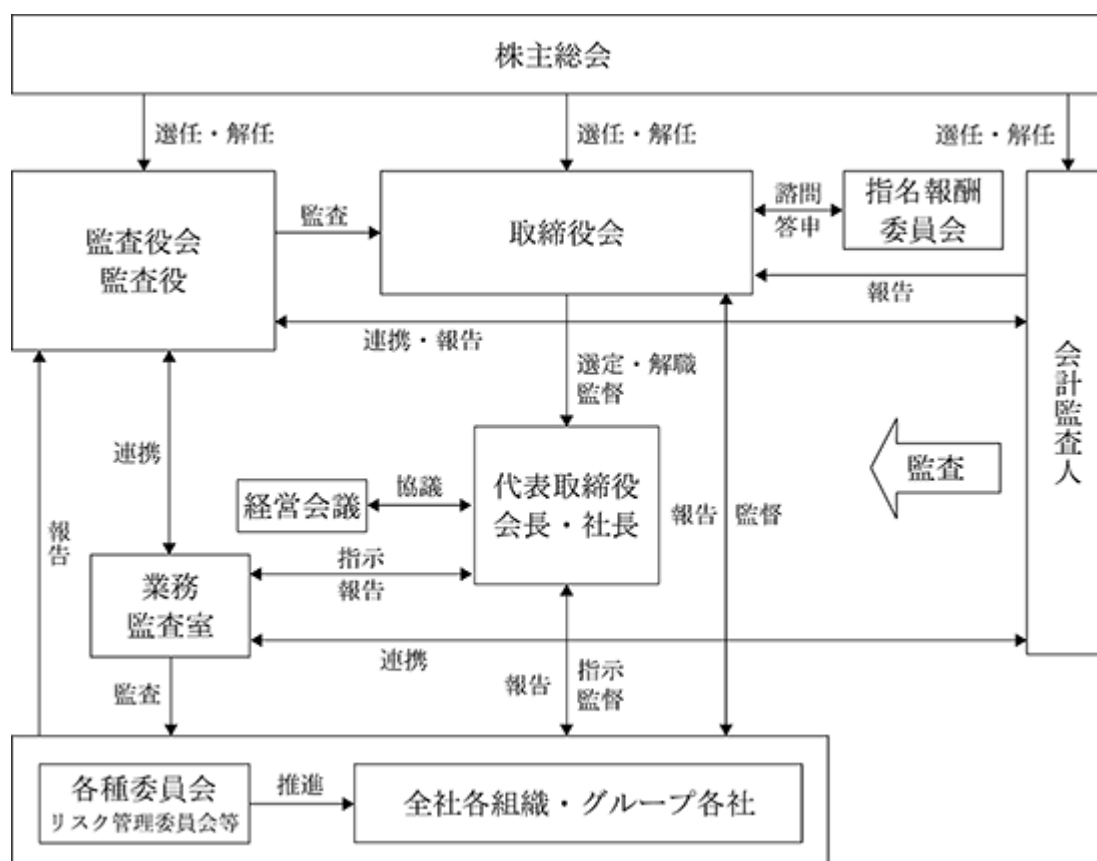 株主総会
選任・解任
選任・解任
選任・解任
監査役会
監査役
監査
取締役会
諮問
答申
指名報酬
委員会
報告
連携・報告
会計監査人
選定・解職
監督
連携
経営会議
協議
代表取締役
会長・社長
報告
監督
監査
報告
指示
報告
業務
監査室
連携
監査
報告
指示
監督
各種委員会
リスク管理委員会等
推進
全社各組織・グループ各社